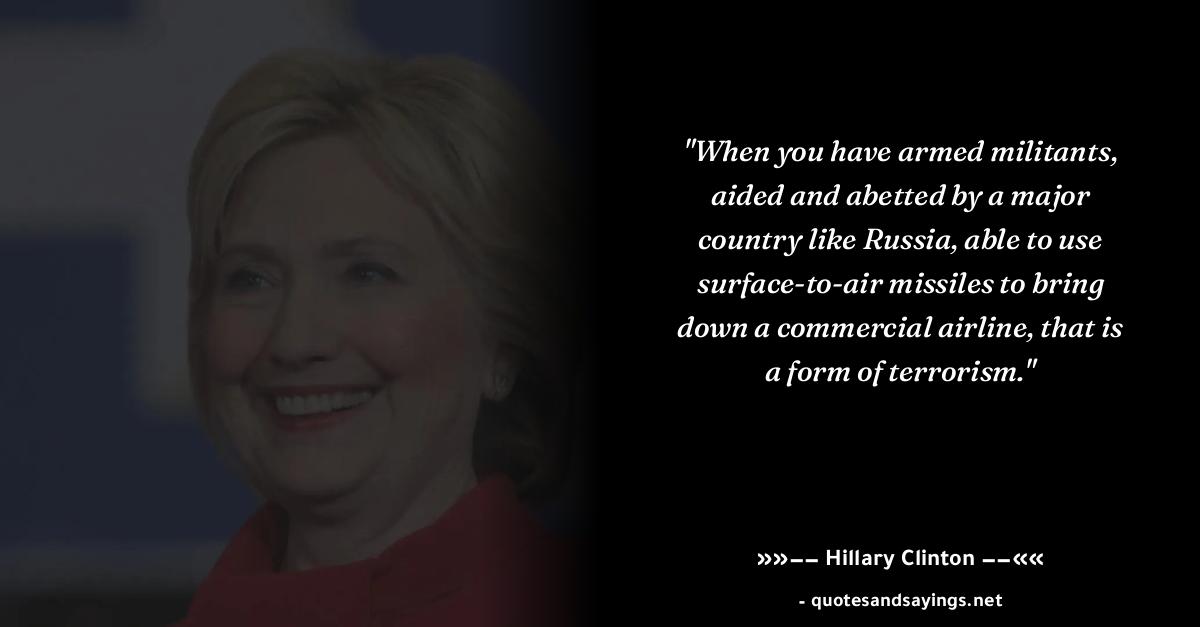 "When you have armed militants,
aided and abetted by a major
country like Russia, able to use
surface-to-air missiles to bring
down a commercial airline, that is
a form of terrorism."
»»–– Hillary Clinton ––««
- quotesandsayings.net